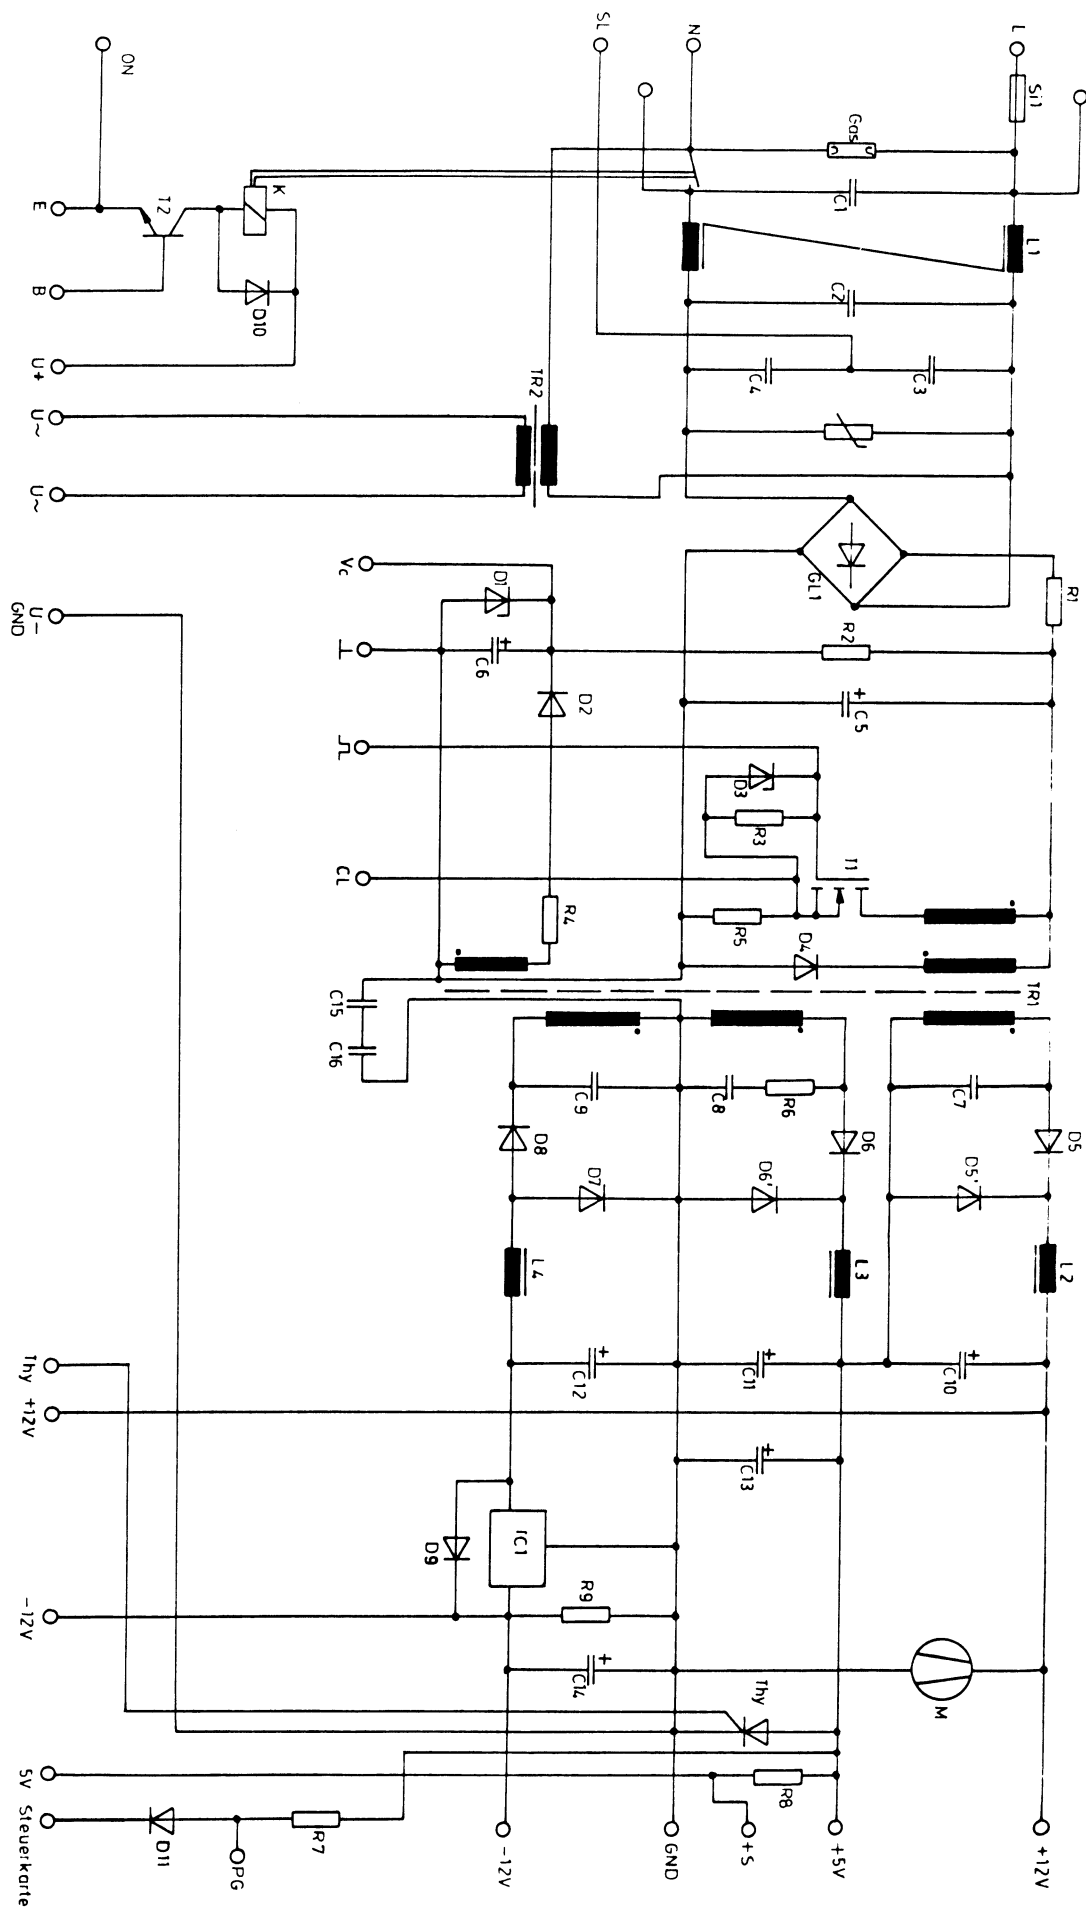 L
Si1
N
SL
ON
Gas
C1
L1
K
T2
E
B
D10
U+
C2
C3
C4
TR2
U~
U~
GL1
R1
Vc
D1
U-
GND
C6
R2
D2
C5
D3
R3
T1
CL
R4
R5
D4
TR1
C15
C16
C9
C8
R6
C7
D8
D6
D5
D7
D6'
D5'
L4
L3
L2
Thy
+12V
C12
C11
C10
C13
D9
IC1
-12V
R9
C14
M
Thy
5V
R8
Steuerkarte
D11
PG
R7
-12V
GND
+S
+5V
+12V